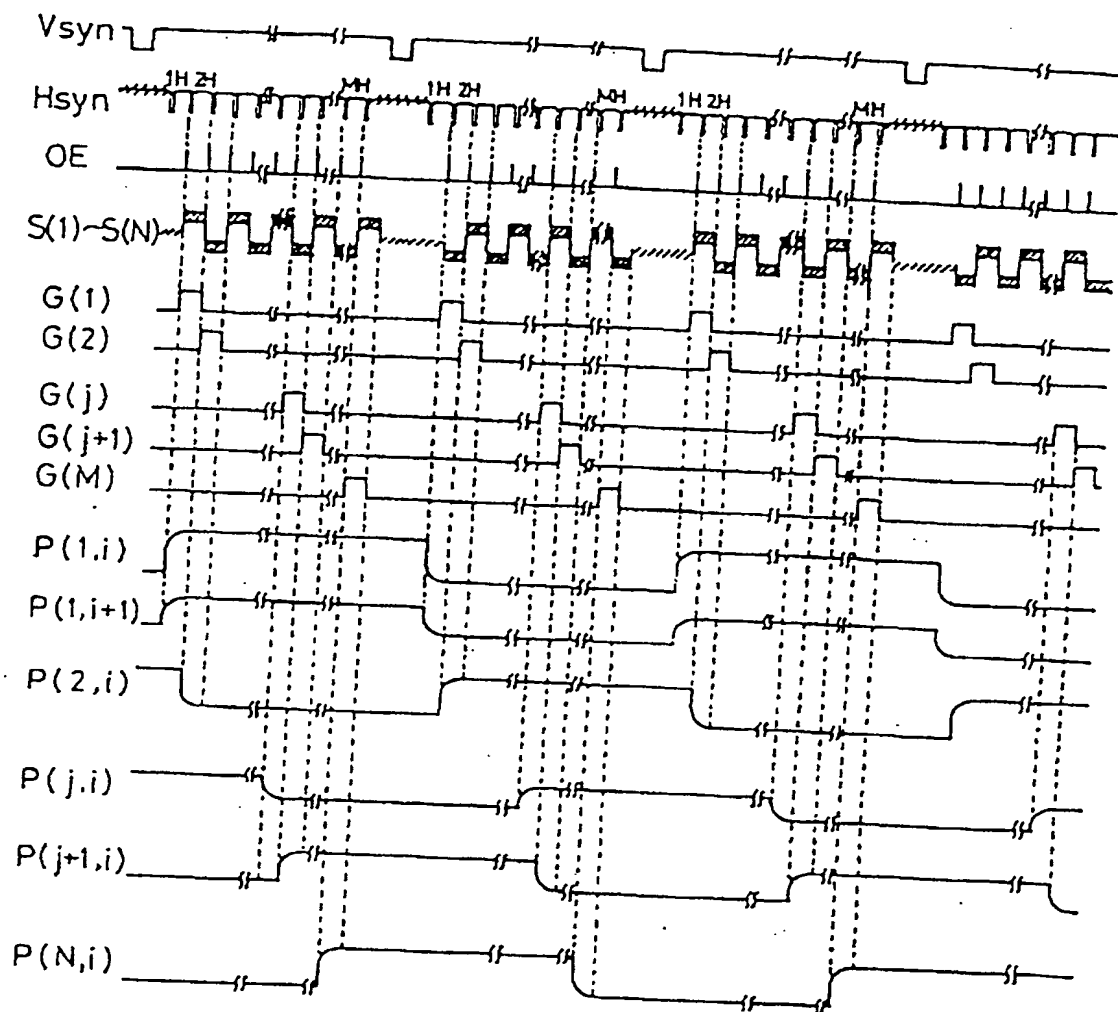 Vsyn
1H 2H MH 1H 2H MH 1H 2H MH
Hsyn
OE
S(1)~S(N)
G(1)
G(2)
G(j)
G(j+1)
G(M)
P(1,i)
P(1,i+1)
P(2,i)
P(j,i)
P(j+1,i)
P(N,i)